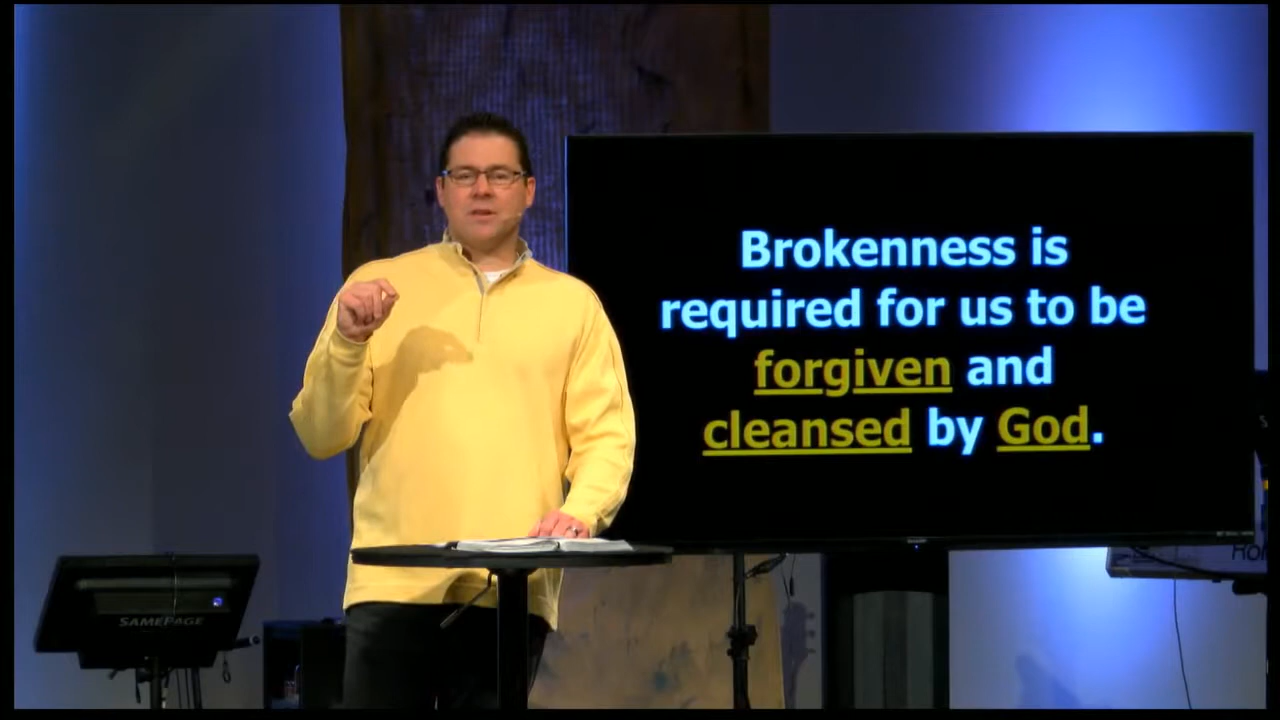 Brokenness is
required for us to be
forgiven and
cleansed by God.
SAMEPAGE